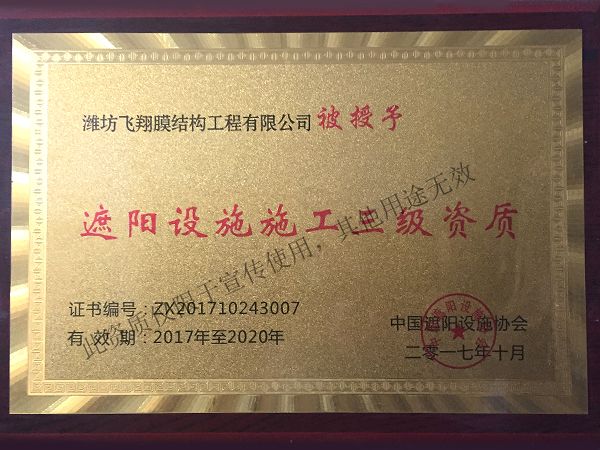 潍坊飞翔膜结构工程有限公司被授予
遮阳设施施工三级资质
证书编号：ZX201710243007
有 效 期：2017年至2020年
中国遮阳设施协会
二零一七年十月
此资质仅限于宣传使用，其他用途无效